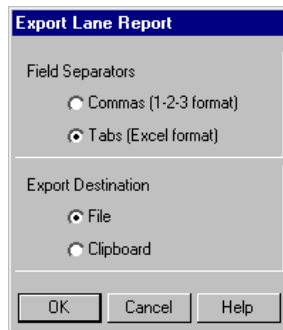 Export Lane Report
Field Separators
Commas (1-2-3 format)
Tabs (Excel format)
Export Destination
File
Clipboard
OK Cancel Help